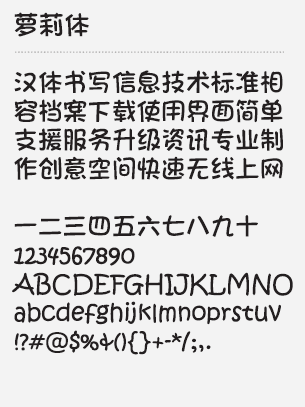 萝莉体
汉体书写信息技术标准相
容档案下载使用界面简单
支援服务升级资讯专业制
作创意空间快速无线上网
一二三四五六七八九十
1234567890
ABCDEFGHIJKLMNO
abcdefghijklmnoprstuv
!?#@$%&(){}+-*/;,.